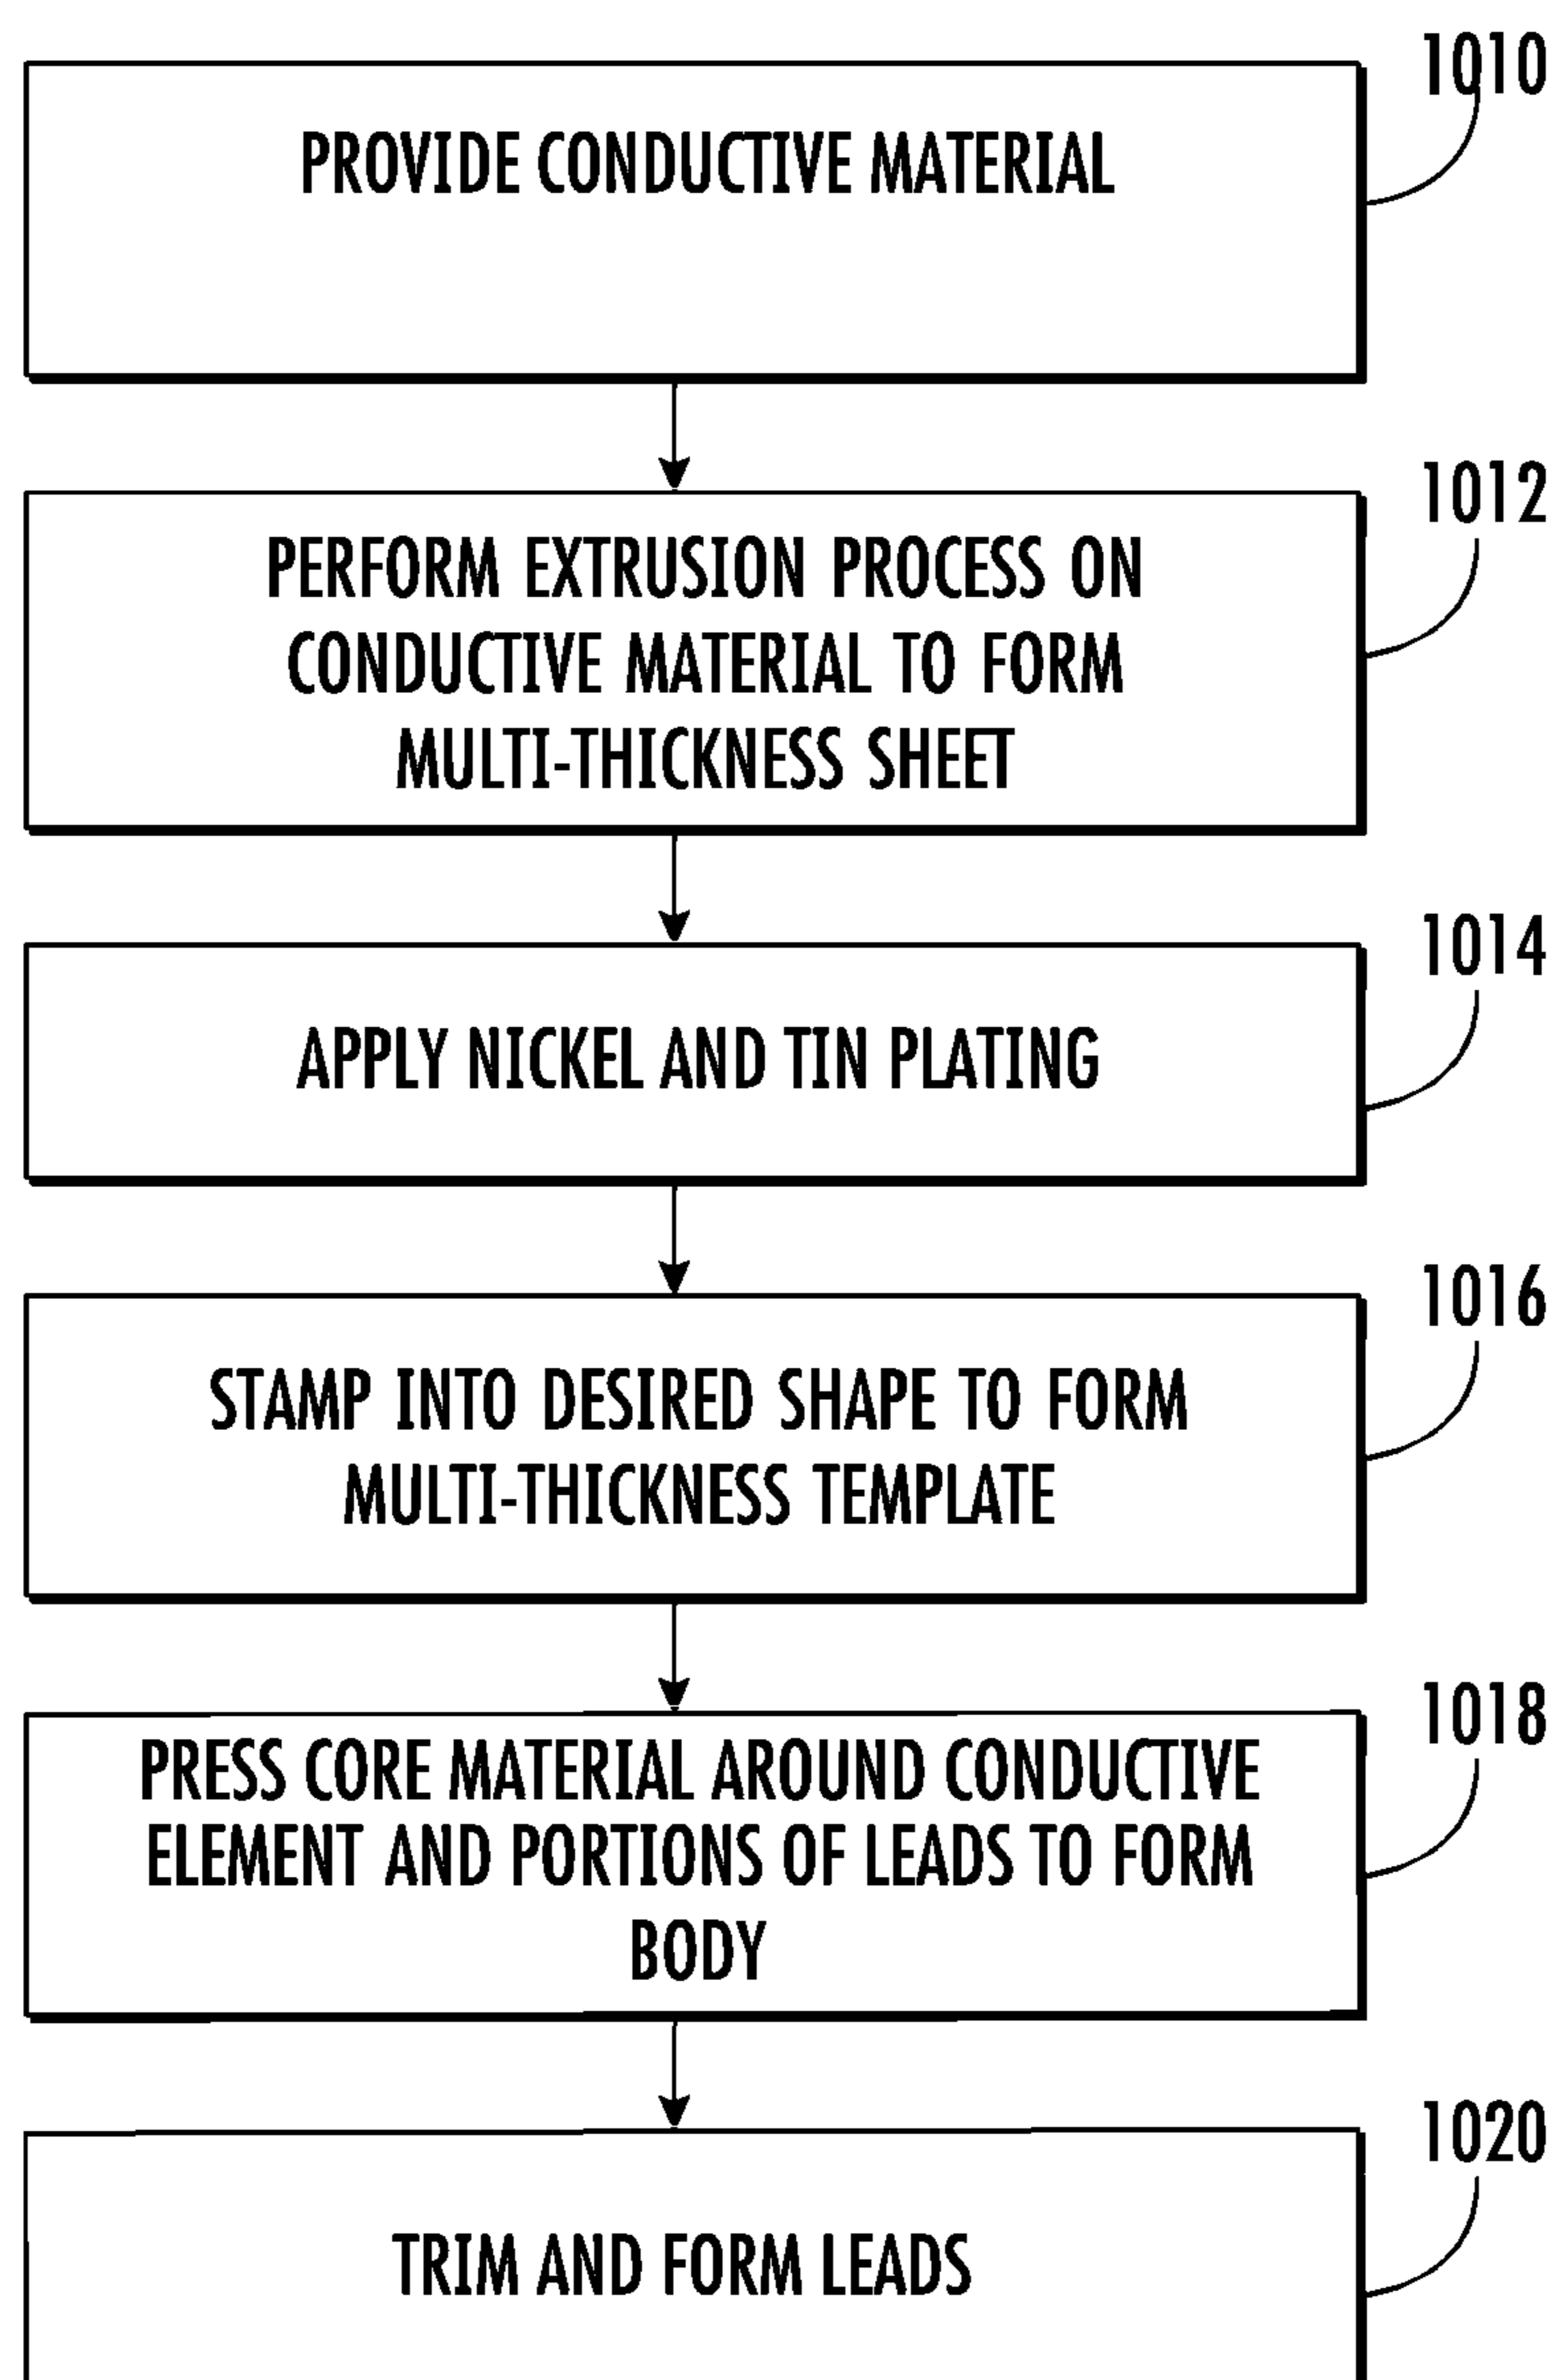 1010
PROVIDE CONDUCTIVE MATERIAL
1012
PERFORM EXTRUSION PROCESS ON
CONDUCTIVE MATERIAL TO FORM
MULTI-THICKNESS SHEET
1014
APPLY NICKEL AND TIN PLATING
1016
STAMP INTO DESIRED SHAPE TO FORM
MULTI-THICKNESS TEMPLATE
1018
PRESS CORE MATERIAL AROUND CONDUCTIVE
ELEMENT AND PORTIONS OF LEADS TO FORM
BODY
1020
TRIM AND FORM LEADS